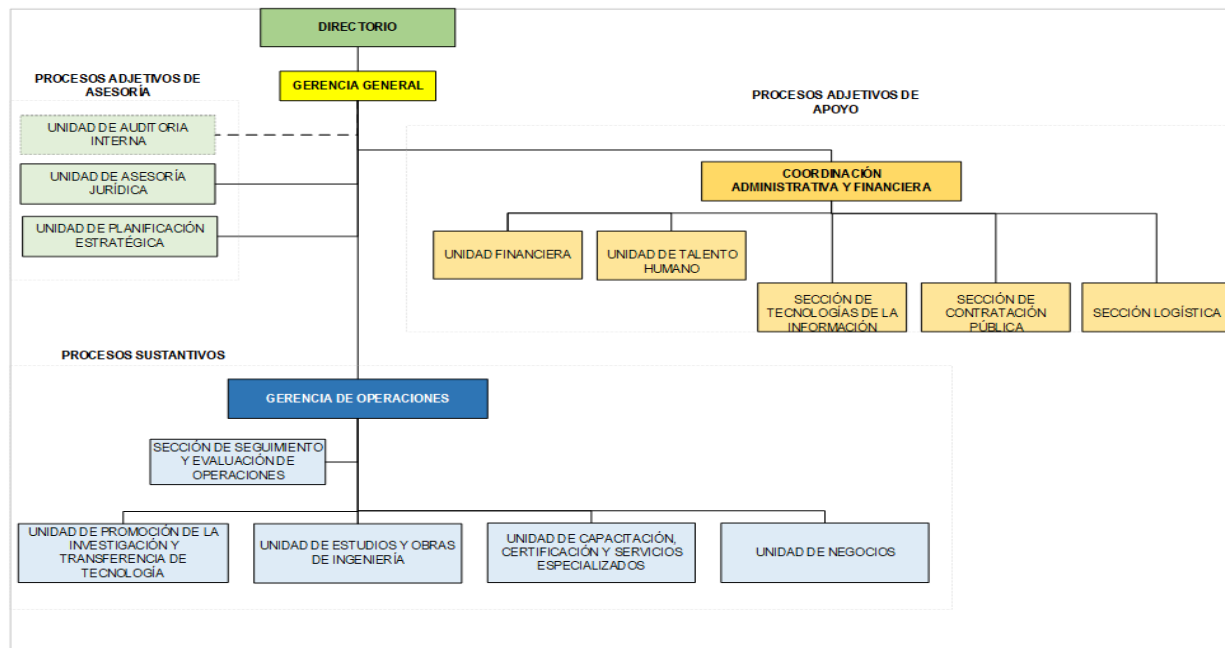 DIRECTORIO
GERENCIA GENERAL
PROCESOS ADJETIVOS DE
ASESORÍA
UNIDAD DE AUDITORIA
INTERNA
UNIDAD DE ASESORÍA
JURÍDICA
UNIDAD DE PLANIFICACIÓN
ESTRATÉGICA
PROCESOS ADJETIVOS DE
APOYO
COORDINACIÓN
ADMINISTRATIVA Y FINANCIERA
UNIDAD FINANCIERA
UNIDAD DE TALENTO
HUMANO
SECCIÓN DE
TECNOLOGÍAS DE LA
INFORMACIÓN
SECCIÓN DE
CONTRATACIÓN
PÚBLICA
SECCIÓN LOGÍSTICA
PROCESOS SUSTANTIVOS
GERENCIA DE OPERACIONES
SECCIÓN DE SEGUIMIENTO
Y EVALUACIÓN DE
OPERACIONES
UNIDAD DE PROMOCIÓN DE LA
INVESTIGACIÓN Y
TRANSFERENCIA DE
TECNOLOGÍA
UNIDAD DE ESTUDIOS Y OBRAS
DE INGENIERÍA
UNIDAD DE CAPACITACIÓN,
CERTIFICACIÓN Y SERVICIOS
ESPECIALIZADOS
UNIDAD DE NEGOCIOS